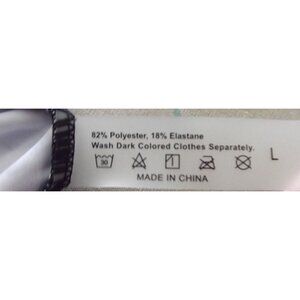 82% Polyester, 18% Elastane
Wash Dark Colored Clothes Separately.
30
L
MADE IN CHINA